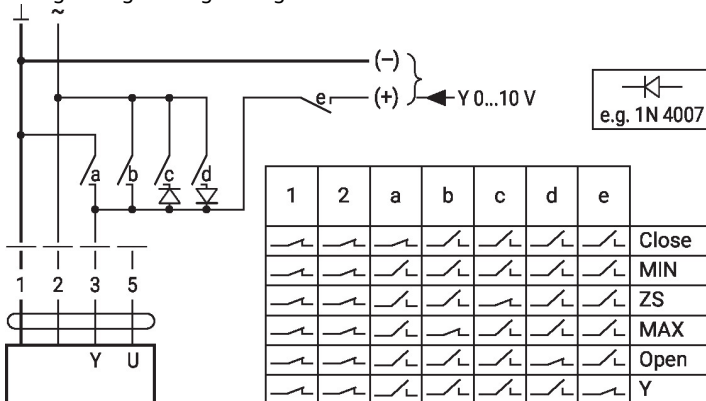 ~
(–)
e
(+)
Y 0...10 V
e.g. 1N 4007
a b c d
1 2 a b c d e
Close
MIN
ZS
MAX
Open
Y
1 2 3 5
Y U